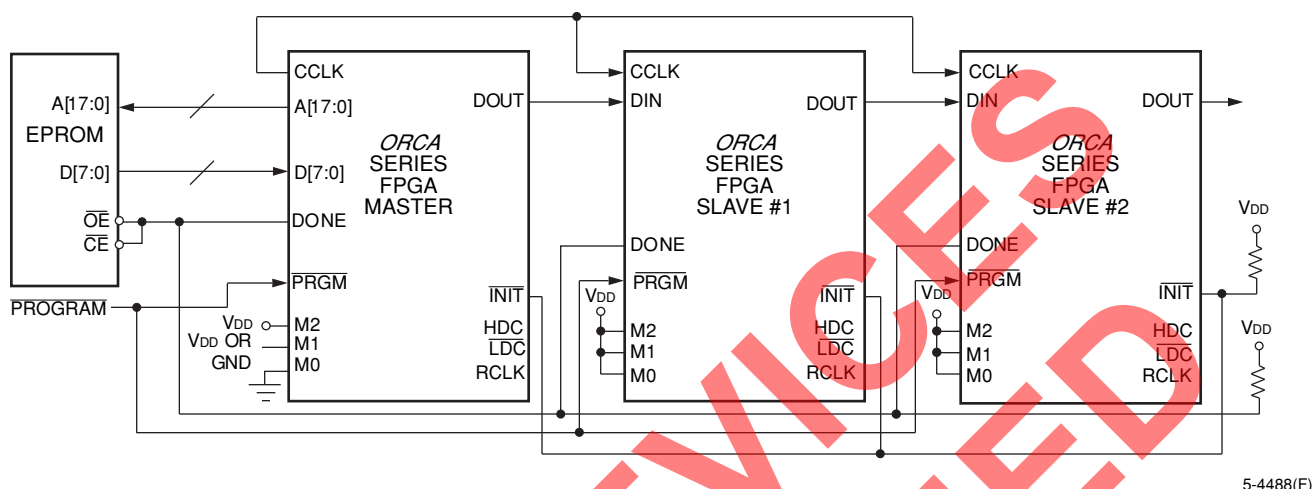 EPROM
A[17:0]
D[7:0]
OE
CE
PROGRAM
CCLK
A[17:0]
D[7:0]
DONE
PRGM
VDD
M2
VDD OR
M1
GND
M0
DOUT
ORCA
SERIES
FPGA
MASTER
INIT
HDC
LDC
RCLK
CCLK
DIN
DOUT
ORCA
SERIES
FPGA
SLAVE #1
DONE
PRGM
VDD
M2
M1
M0
INIT
HDC
LDC
RCLK
CCLK
DIN
DOUT
ORCA
SERIES
FPGA
SLAVE #2
DONE
PRGM
VDD
M2
M1
M0
INIT
HDC
LDC
RCLK
VDD
VDD
5-4488(F)